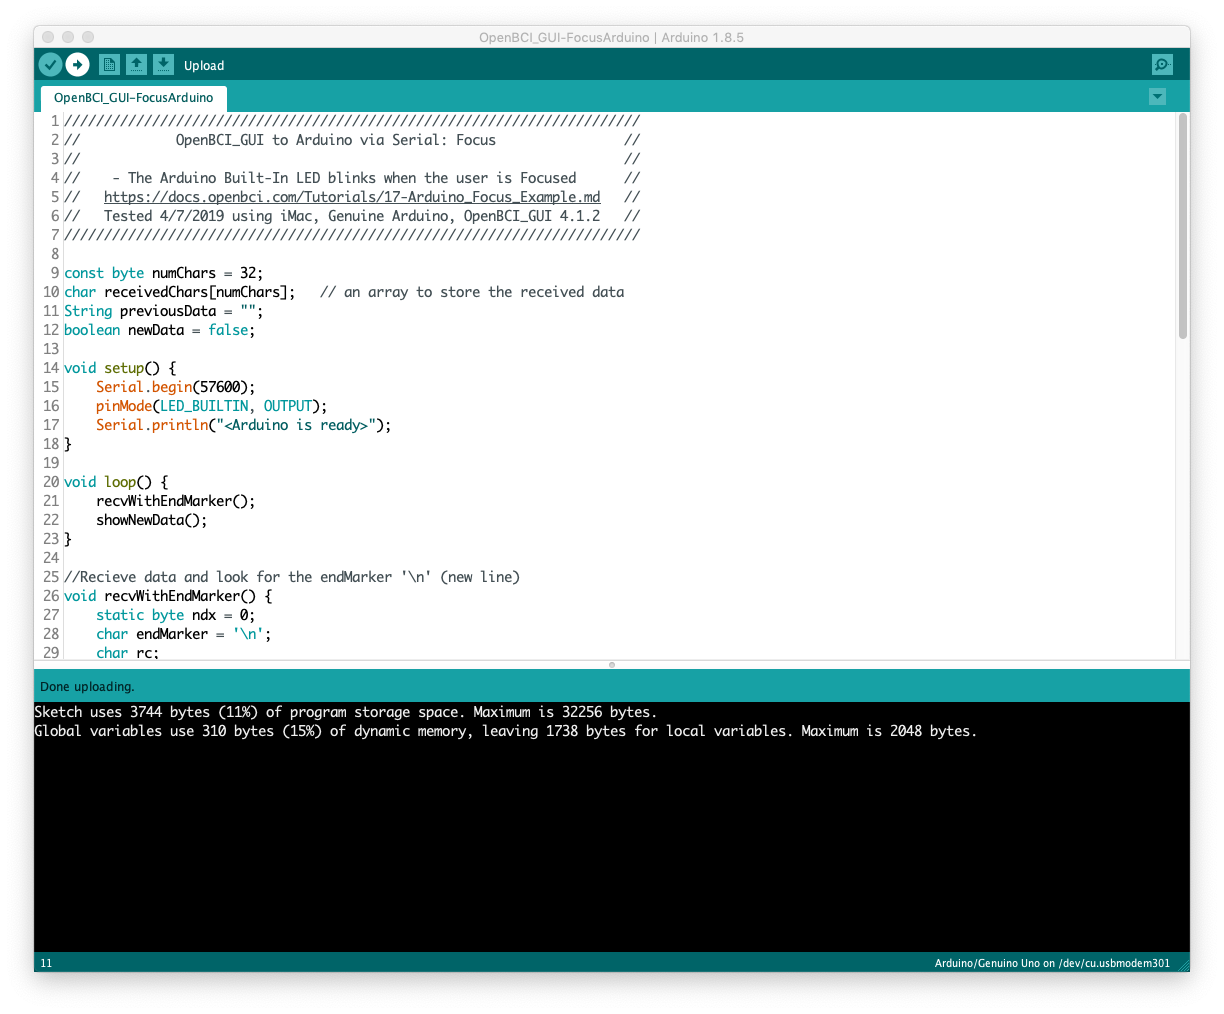 OpenBCI_GUI-FocusArduino | Arduino 1.8.5
Upload
OpenBCI_GUI-FocusArduino
1 ////////////////////////////////////////////////////////////////////////
2 //            OpenBCI_GUI to Arduino via Serial: Focus                //
3 //                                                                    //
4 //    - The Arduino Built-In LED blinks when the user is Focused      //
5 //   https://docs.openbci.com/Tutorials/17-Arduino_Focus_Example.md   //
6 //   Tested 4/7/2019 using iMac, Genuine Arduino, OpenBCI_GUI 4.1.2   //
7 ////////////////////////////////////////////////////////////////////////
8
9 const byte numChars = 32;
10 char receivedChars[numChars];   // an array to store the received data
11 String previousData = "";
12 boolean newData = false;
13
14 void setup() {
15     Serial.begin(57600);
16     pinMode(LED_BUILTIN, OUTPUT);
17     Serial.println("<Arduino is ready>");
18 }
19
20 void loop() {
21     recvWithEndMarker();
22     showNewData();
23 }
24
25 //Recieve data and look for the endMarker '\n' (new line)
26 void recvWithEndMarker() {
27     static byte ndx = 0;
28     char endMarker = '\n';
29     char rc;
Done uploading.
Sketch uses 3744 bytes (11%) of program storage space. Maximum is 32256 bytes.
Global variables use 310 bytes (15%) of dynamic memory, leaving 1738 bytes for local variables. Maximum is 2048 bytes.
11
Arduino/Genuino Uno on /dev/cu.usbmodem301